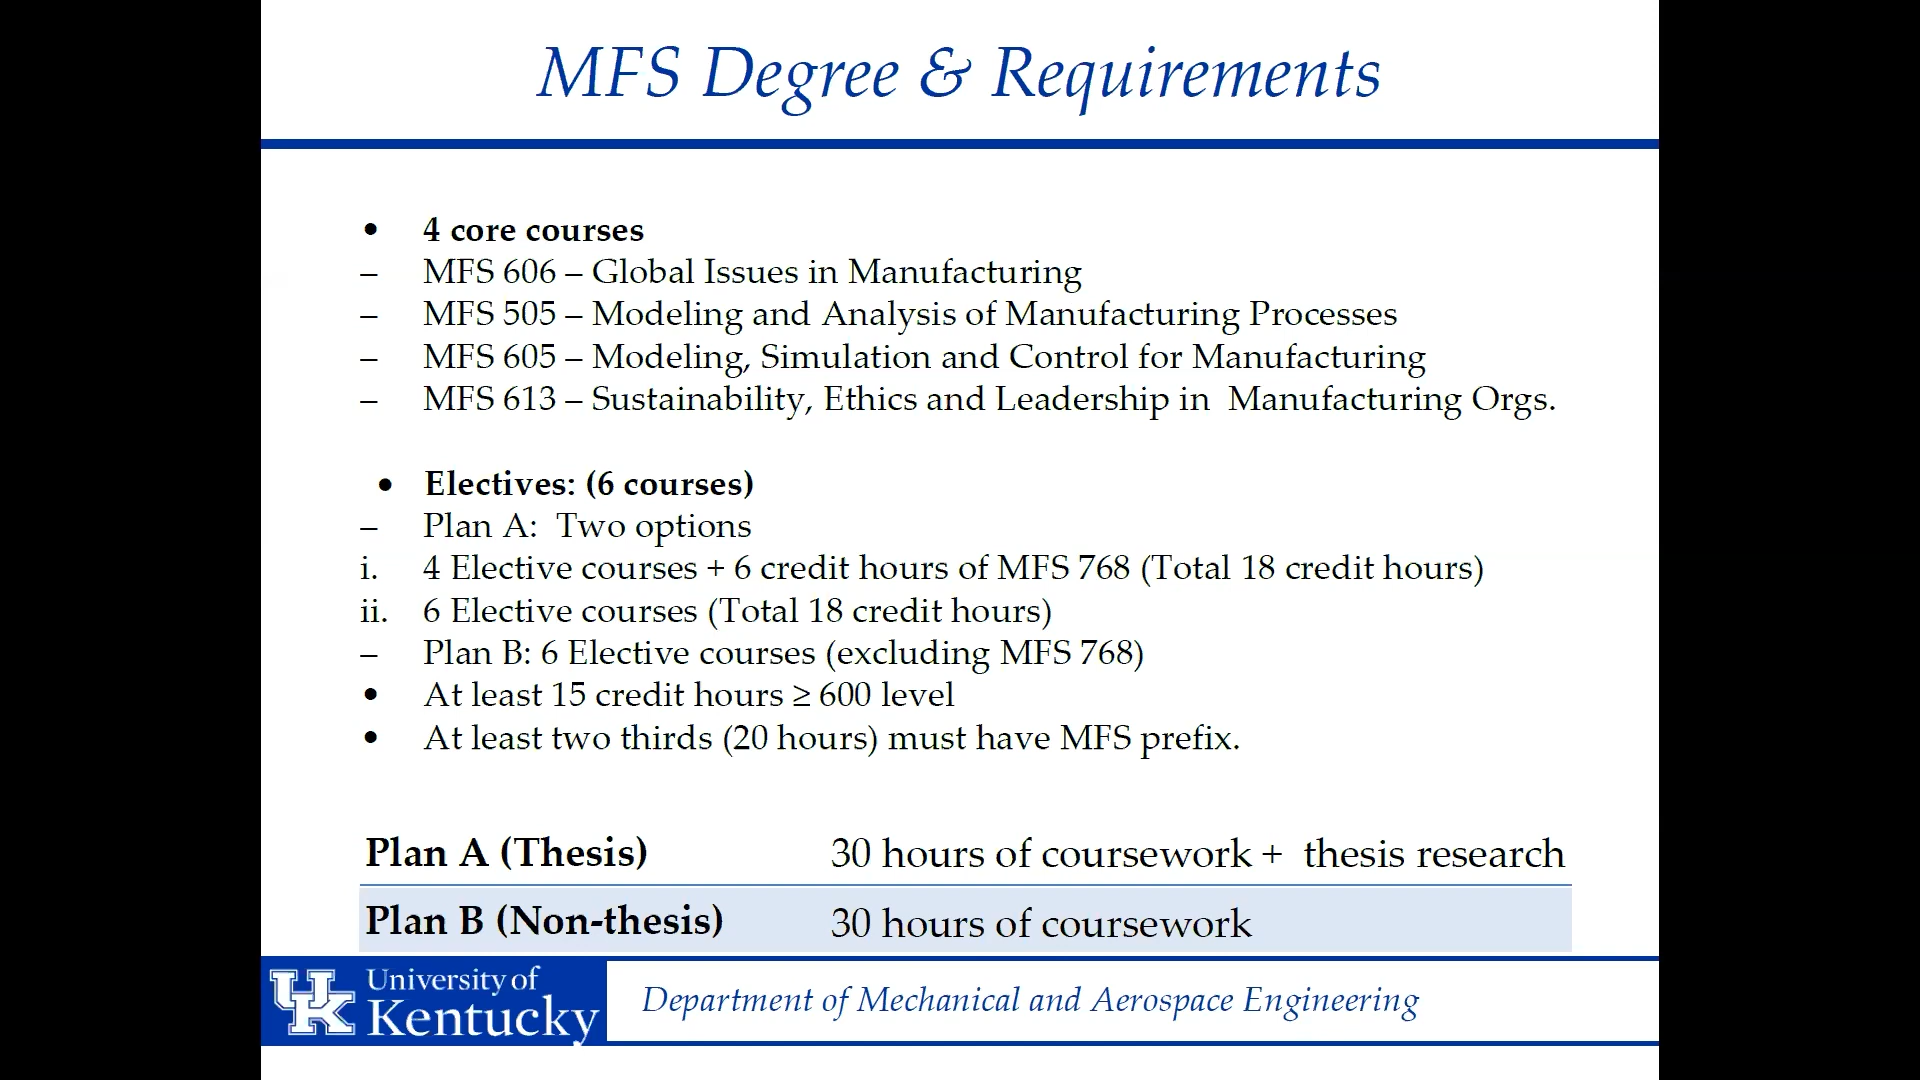 MFS Degree & Requirements
• 4 core courses
– MFS 606 – Global Issues in Manufacturing
– MFS 505 – Modeling and Analysis of Manufacturing Processes
– MFS 605 – Modeling, Simulation and Control for Manufacturing
– MFS 613 – Sustainability, Ethics and Leadership in Manufacturing Orgs.
• Electives: (6 courses)
– Plan A: Two options
i. 4 Elective courses + 6 credit hours of MFS 768 (Total 18 credit hours)
ii. 6 Elective courses (Total 18 credit hours)
– Plan B: 6 Elective courses (excluding MFS 768)
• At least 15 credit hours ≥ 600 level
• At least two thirds (20 hours) must have MFS prefix.
Plan A (Thesis) 30 hours of coursework + thesis research
Plan B (Non-thesis) 30 hours of coursework
UK University of
Kentucky
Department of Mechanical and Aerospace Engineering